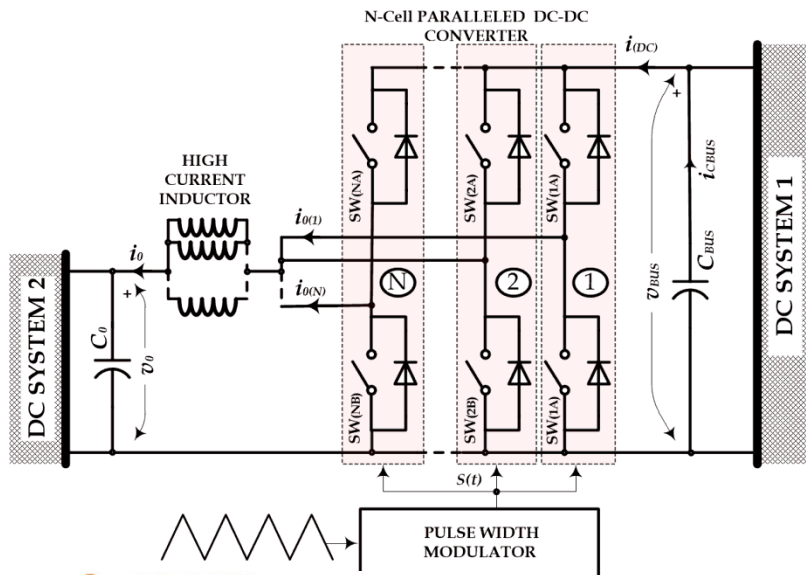 N-Cell PARALLELED DC-DC
CONVERTER
i(DC)
+
SW(NA)
SW(2A)
SW(1A)
HIGH
CURRENT
INDUCTOR
i0(1)
i0
i0(N)
N
2
1
iCBUS
CBUS
vBUS
DC SYSTEM 1
DC SYSTEM 2
C0
+
v0
SW(NB)
SW(2B)
SW(1A)
S(t)
PULSE WIDTH
MODULATOR